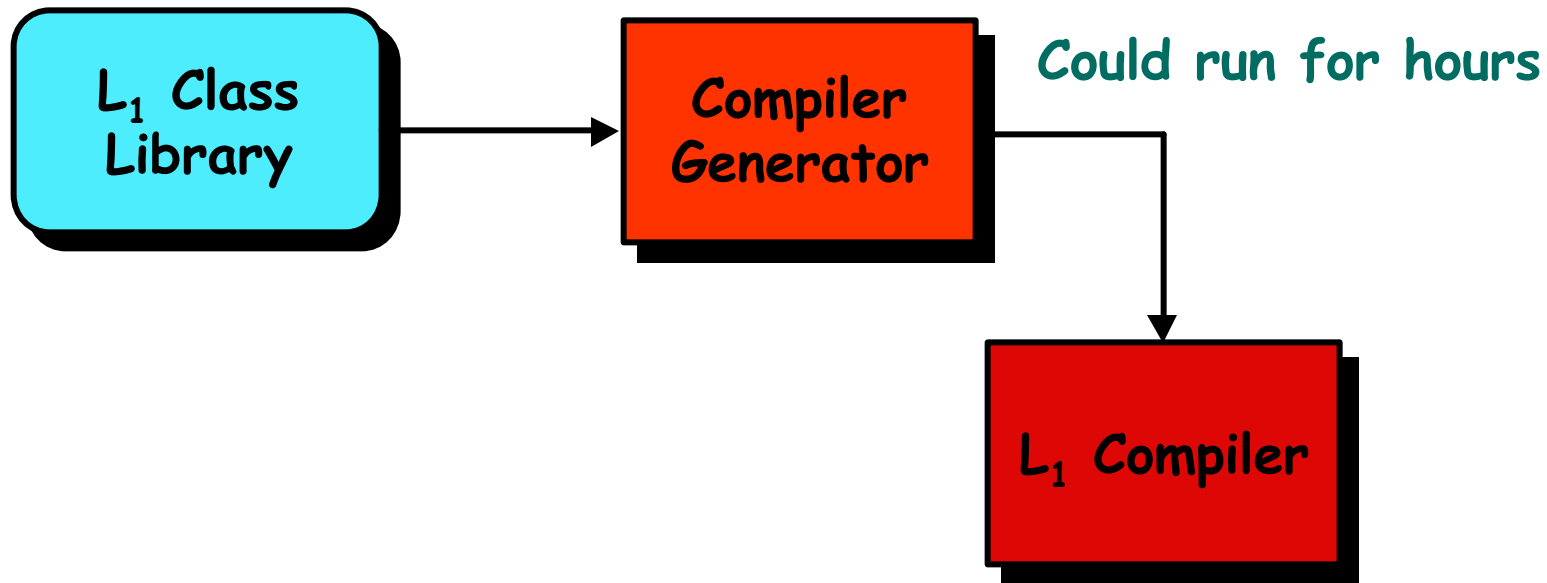 L₁ Class
Library
Compiler
Generator
Could run for hours
L₁ Compiler